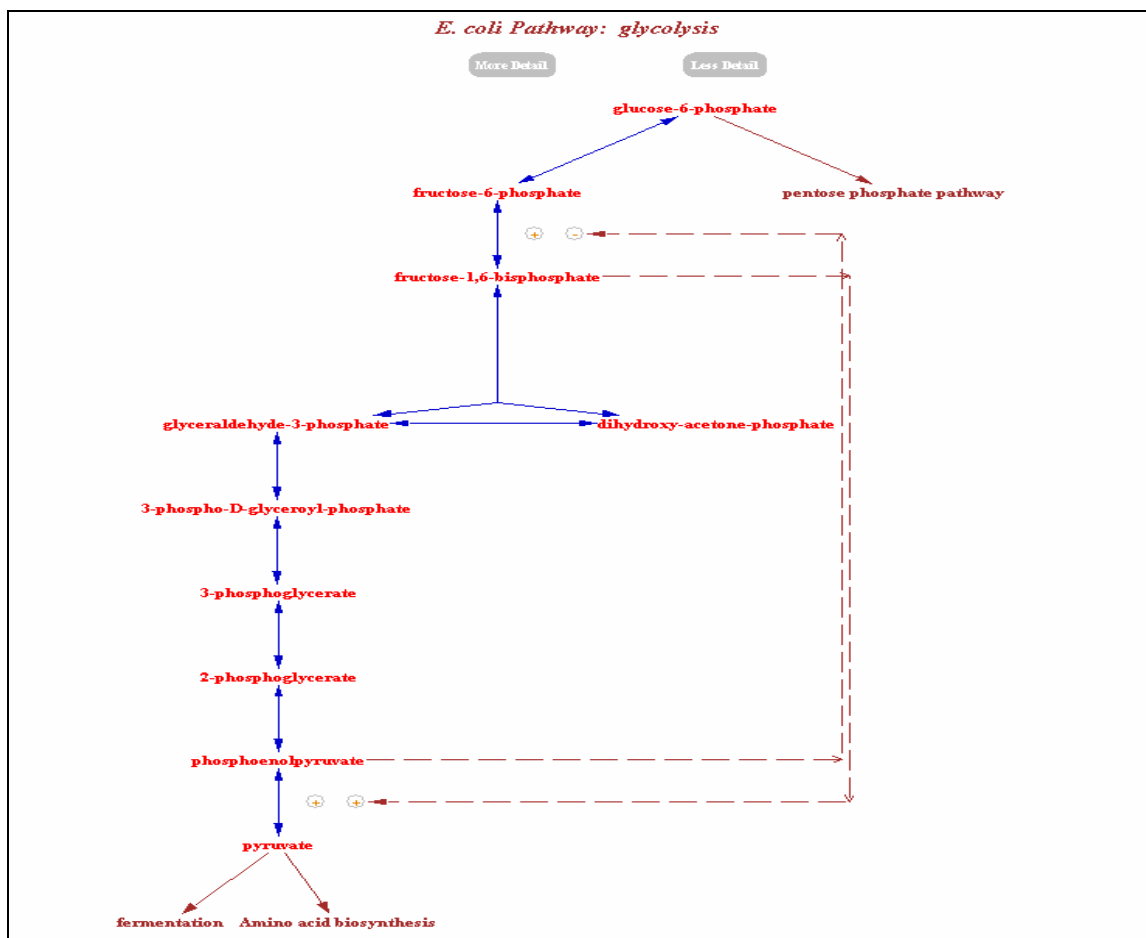 E. coli Pathway: glycolysis
More Detail Less Detail
glucose-6-phosphate
fructose-6-phosphate pentose phosphate pathway
+ -
fructose-1,6-bisphosphate
glyceraldehyde-3-phosphate dihydroxy-acetone-phosphate
3-phospho-D-glyceroyl-phosphate
3-phosphoglycerate
2-phosphoglycerate
phosphoenolpyruvate
+ +
pyruvate
fermentation Amino acid biosynthesis